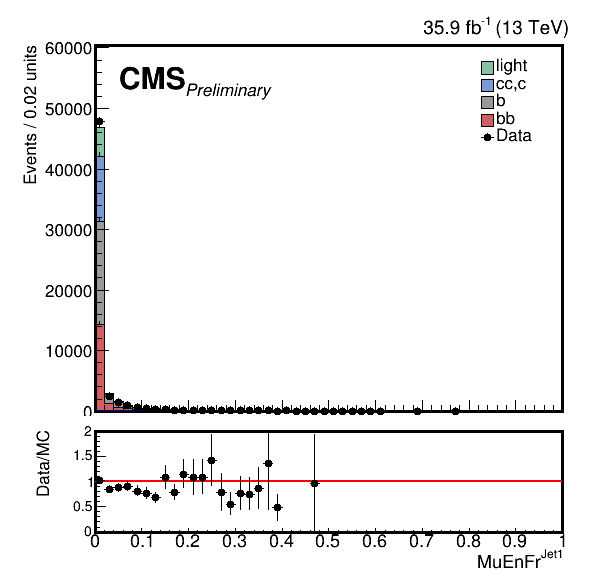 35.9 fb⁻¹ (13 TeV)
CMS Preliminary
light
cc,c
b
bb
Data
Events / 0.02 units
60000
50000
40000
30000
20000
10000
0
Data/MC
2
1.5
1
0.5
0
0 0.1 0.2 0.3 0.4 0.5 0.6 0.7 0.8 0.9 1
MuEnFr^Jet1